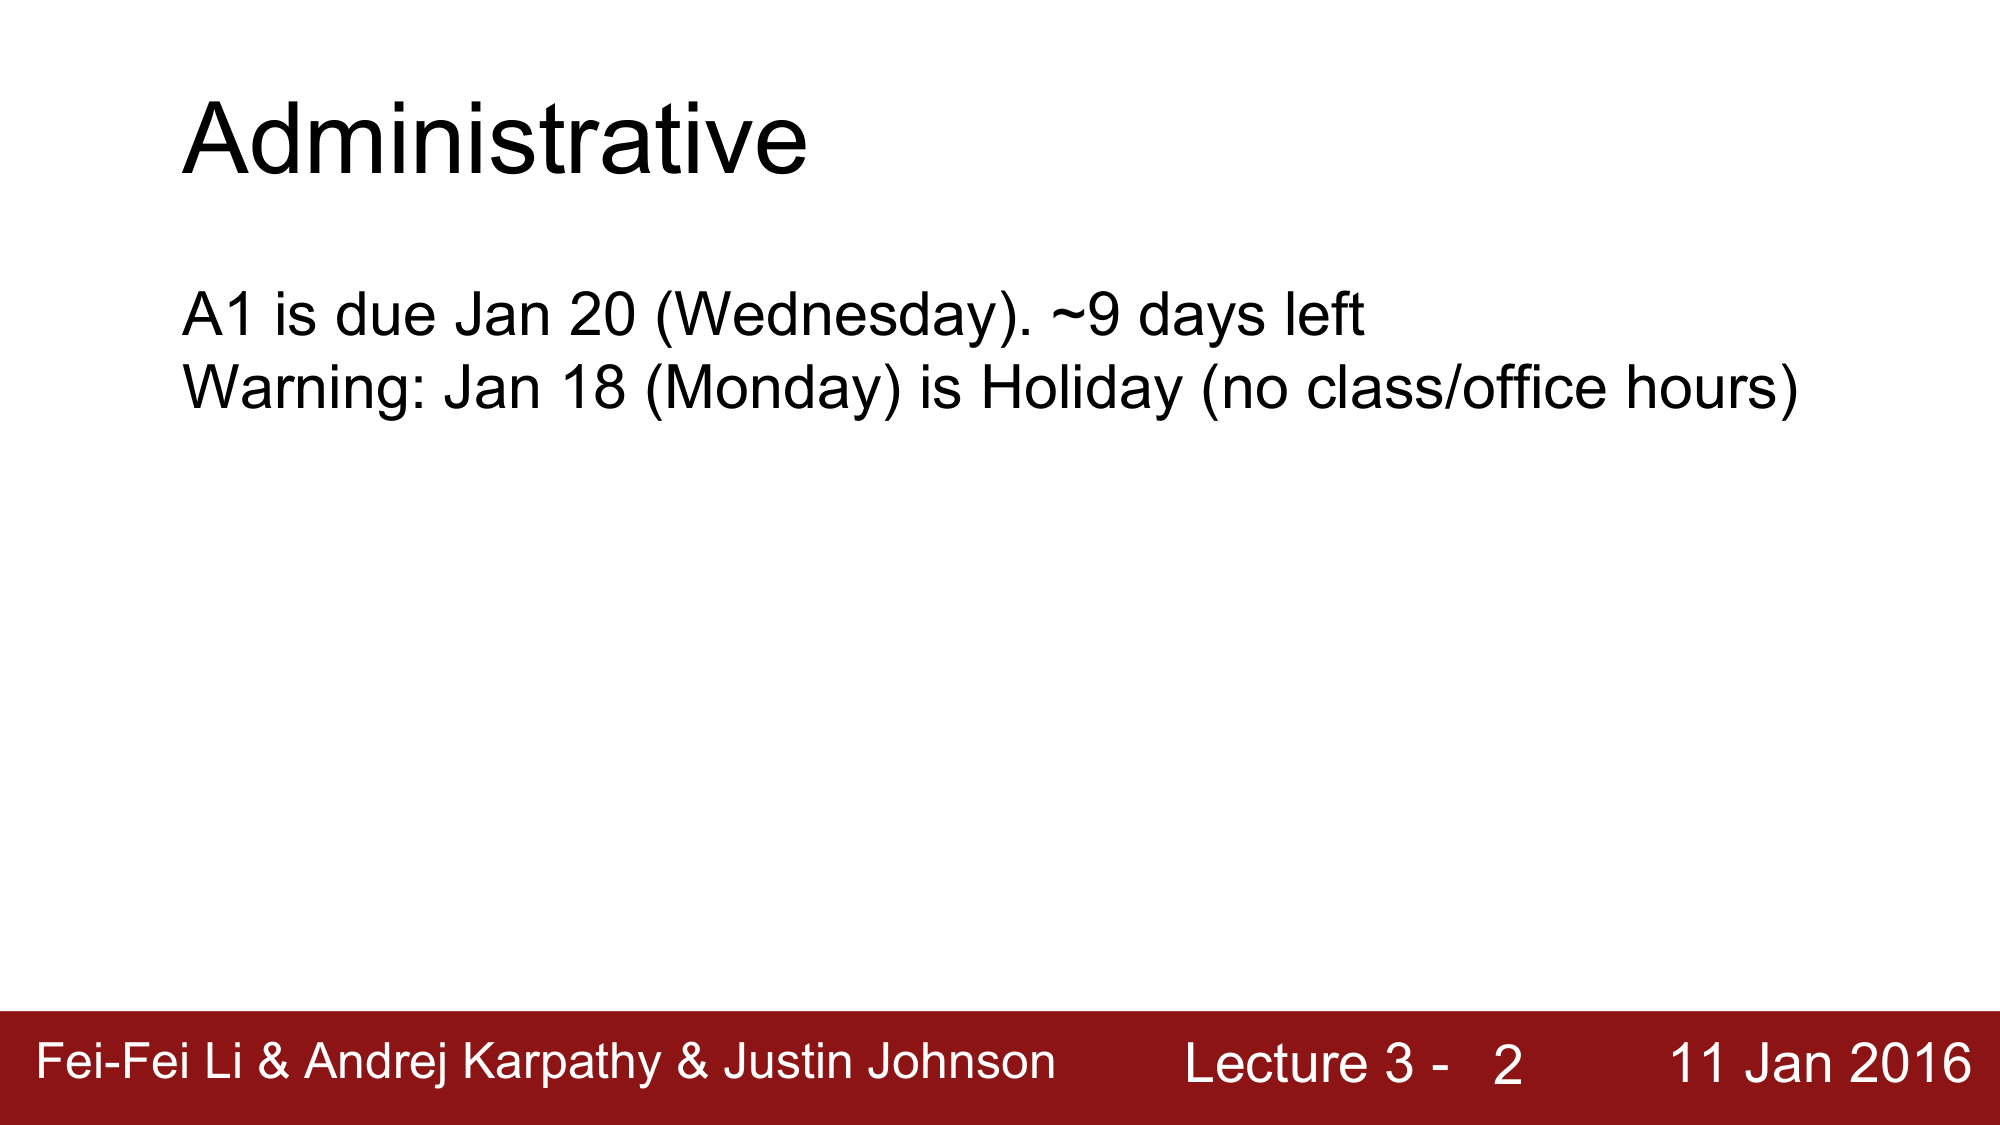 Administrative
A1 is due Jan 20 (Wednesday). ~9 days left
Warning: Jan 18 (Monday) is Holiday (no class/office hours)
Fei-Fei Li & Andrej Karpathy & Justin Johnson Lecture 3 - 2 11 Jan 2016